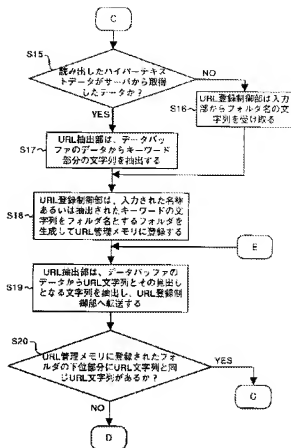 C
S15
読み出したハイパーテキ
ストデータがサーバから取得
したデータか?
NO
YES
S16
URL登録制御部は入力
部からフォルダ名の文
字列を受け取る
S17
URL抽出部は、データバッ
ファのデータからキーワード
部分の文字列を抽出する
S18
URL登録制御部は、入力された名称
あるいは抽出されたキーワードの文
字列をフォルダ名とするフォルダを
生成してURL管理メモリに登録する
E
S19
URL抽出部は、データバッファの
データからURL文字列とその見出し
となる文字列を抽出し、URL登録制
御部へ転送する
S20
URL管理メモリに登録されたフォ
ルダの下位部分にURL文字列と同
じURL文字列があるか?
YES
NO
G
D